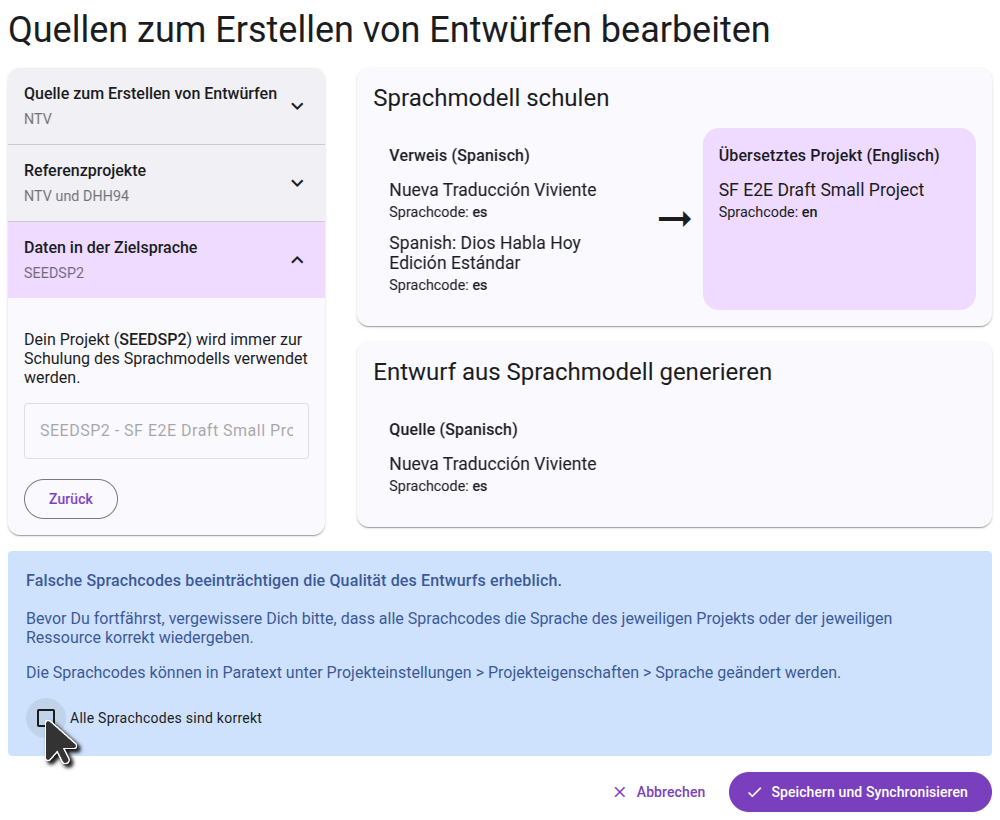 Quellen zum Erstellen von Entwürfen bearbeiten
Quelle zum Erstellen von Entwürfen
NTV
Referenzprojekte
NTV und DHH94
Daten in der Zielsprache
SEEDSP2
Dein Projekt (SEEDSP2) wird immer zur
Schulung des Sprachmodells verwendet
werden.
SEEDSP2 - SF E2E Draft Small Prc
Zurück
Sprachmodell schulen
Verweis (Spanisch)
Nueva Traducción Viviente
Sprachcode: es
Spanish: Dios Habla Hoy
Edición Estándar
Sprachcode: es
Übersetztes Projekt (Englisch)
SF E2E Draft Small Project
Sprachcode: en
Entwurf aus Sprachmodell generieren
Quelle (Spanisch)
Nueva Traducción Viviente
Sprachcode: es
Falsche Sprachcodes beeinträchtigen die Qualität des Entwurfs erheblich.
Bevor Du fortfährst, vergewissere Dich bitte, dass alle Sprachcodes die Sprache des jeweiligen Projekts oder der jeweiligen
Ressource korrekt wiedergeben.
Die Sprachcodes können in Paratext unter Projekteinstellungen > Projekteigenschaften > Sprache geändert werden.
Alle Sprachcodes sind korrekt
Abbrechen
Speichern und Synchronisieren